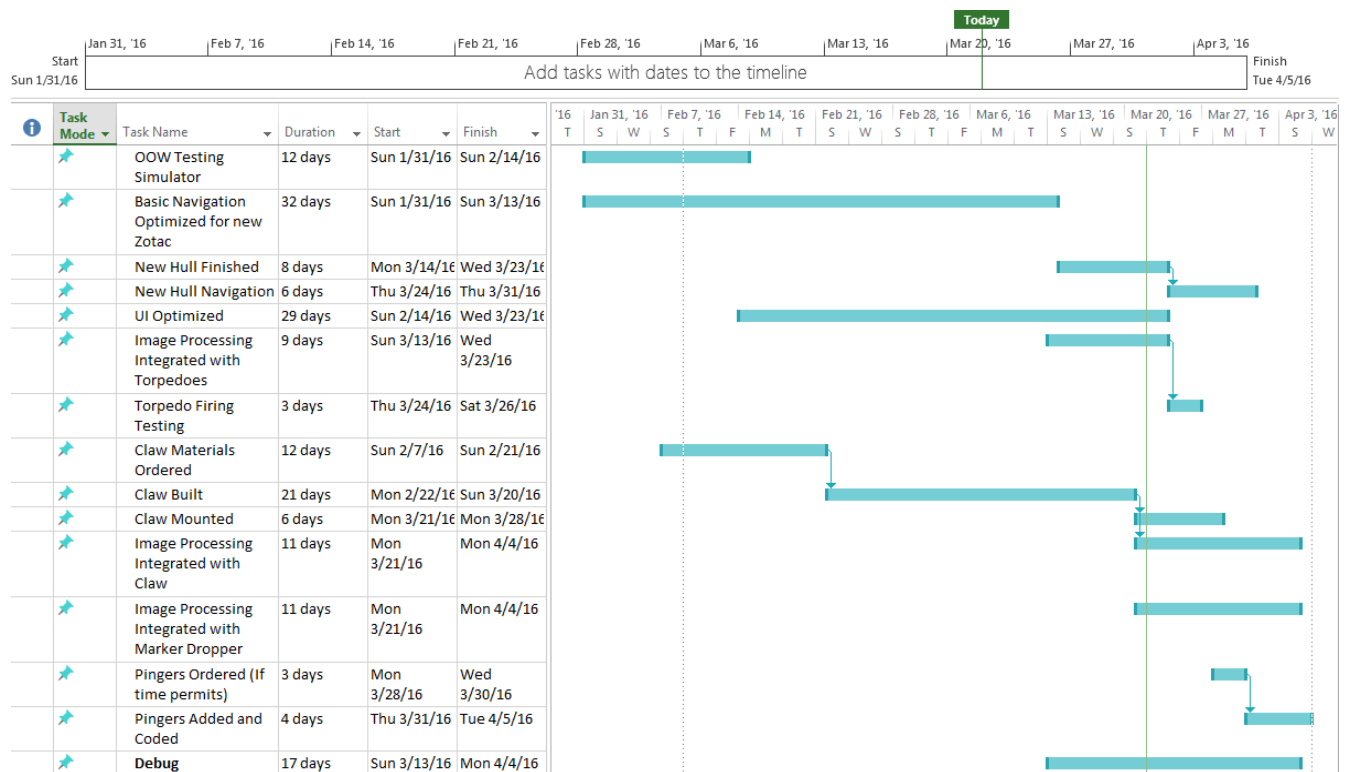 Today
Jan 31, '16 Feb 7, '16 Feb 14, '16 Feb 21, '16 Feb 28, '16 Mar 6, '16 Mar 13, '16 Mar 20, '16 Mar 27, '16 Apr 3, '16
Start
Sun 1/31/16
Add tasks with dates to the timeline
Finish
Tue 4/5/16
Task Mode Task Name Duration Start Finish
'16 Jan 31, '16 Feb 7, '16 Feb 14, '16 Feb 21, '16 Feb 28, '16 Mar 6, '16 Mar 13, '16 Mar 20, '16 Mar 27, '16 Apr 3, '16
T S W S T F M T S W S T F M T S W S T F M T S W
OOW Testing 12 days Sun 1/31/16 Sun 2/14/16
Simulator
Basic Navigation 32 days Sun 1/31/16 Sun 3/13/16
Optimized for new
Zotac
New Hull Finished 8 days Mon 3/14/16 Wed 3/23/16
New Hull Navigation 6 days Thu 3/24/16 Thu 3/31/16
UI Optimized 29 days Sun 2/14/16 Wed 3/23/16
Image Processing 9 days Sun 3/13/16 Wed
Integrated with 3/23/16
Torpedoes
Torpedo Firing 3 days Thu 3/24/16 Sat 3/26/16
Testing
Claw Materials 12 days Sun 2/7/16 Sun 2/21/16
Ordered
Claw Built 21 days Mon 2/22/16 Sun 3/20/16
Claw Mounted 6 days Mon 3/21/16 Mon 3/28/16
Image Processing 11 days Mon Mon 4/4/16
Integrated with 3/21/16
Claw
Image Processing 11 days Mon Mon 4/4/16
Integrated with 3/21/16
Marker Dropper
Pingers Ordered (If 3 days Mon Wed
time permits) 3/28/16 3/30/16
Pingers Added and 4 days Thu 3/31/16 Tue 4/5/16
Coded
Debug 17 days Sun 3/13/16 Mon 4/4/16